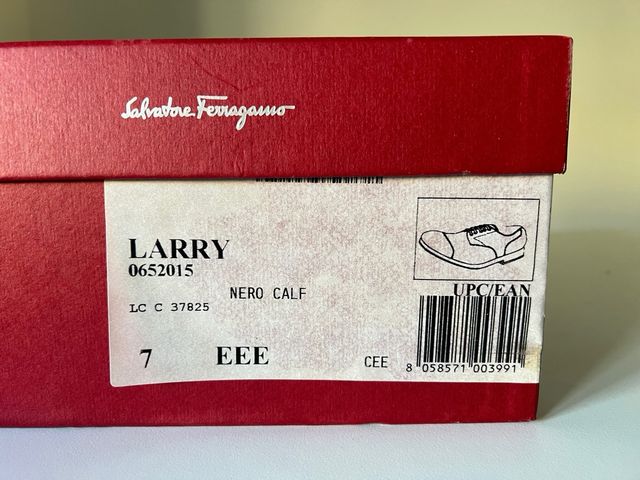 Salvatore Ferragamo
LARRY
0652015
NERO CALF
LC C 37825
UPC/EAN
7 EEE CEE
8 058571 003991